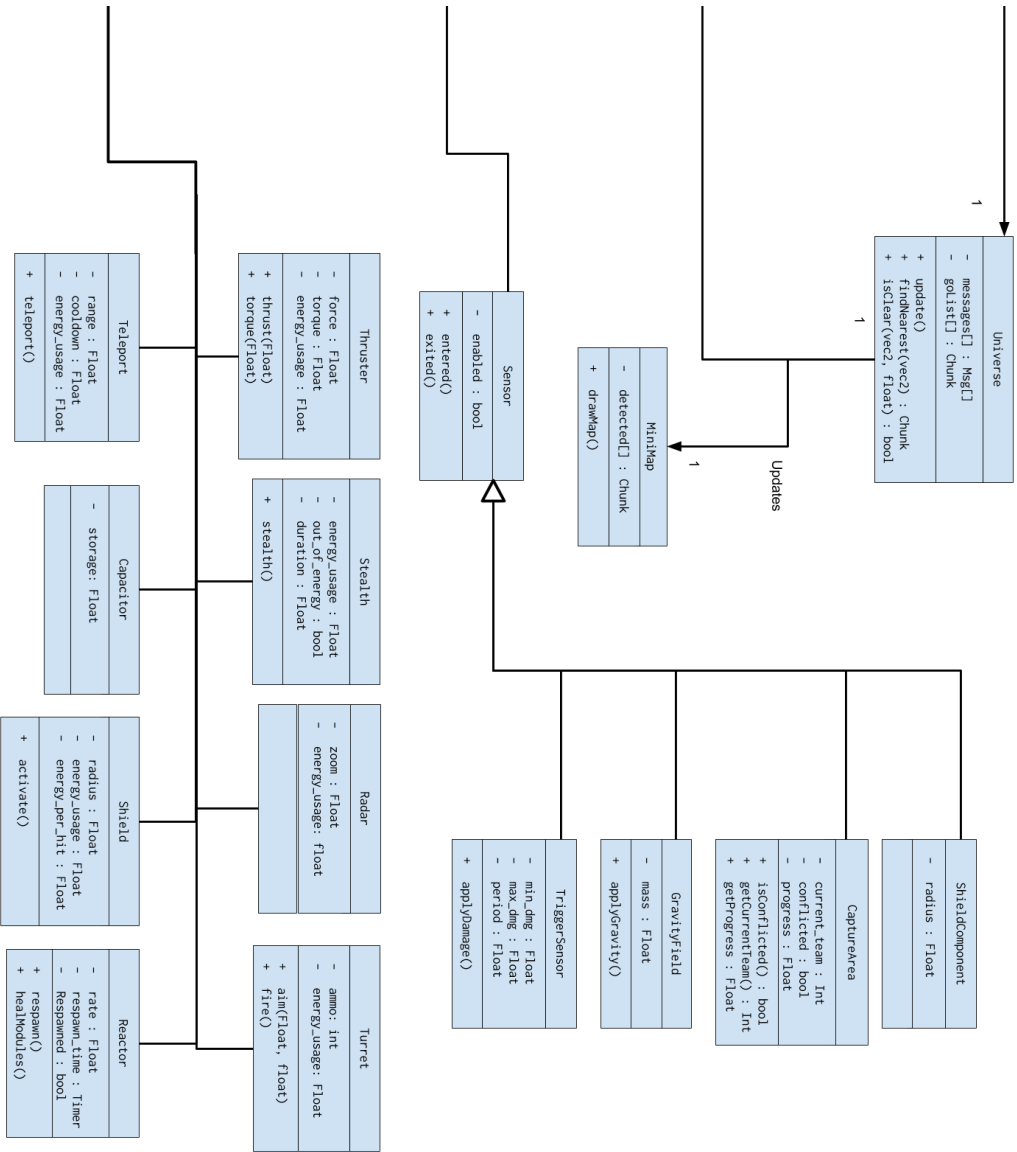 1
Universe
- messages[] : Msg[]
- goList[] : Chunk
+ update()
+ findNearest(vec2) : Chunk
+ isClear(vec2, float) : bool
1
Updates
1
MiniMap
- detected[] : Chunk
+ drawMap()
Sensor
- enabled : bool
+ entered()
+ exited()
ShieldComponent
- radius : Float
CaptureArea
- current_team : Int
- conflicted : bool
- progress : Float
+ isConflicted() : bool
+ getCurrentTeam() : Int
+ getProgress : Float
GravityField
- mass : Float
+ applyGravity()
TriggerSensor
- min_dmg : Float
- max_dmg : Float
- period : Float
+ applyDamage()
Thruster
- force : Float
- torque : Float
- energy_usage : Float
+ thrust(Float)
+ torque(Float)
Stealth
- energy_usage : Float
- out_of_energy : bool
- duration : Float
+ stealth()
Radar
- zoom : Float
- energy_usage: float
Turret
- ammo: int
- energy_usage: Float
+ aim(Float, float)
+ fire()
Teleport
- range : Float
- cooldown : Float
- energy_usage : Float
+ teleport()
Capacitor
- storage: Float
Shield
- radius : Float
- energy_usage : Float
- energy_per_hit : Float
+ activate()
Reactor
- rate : Float
- respawn_time : Timer
- Respawned : bool
+ respawn()
+ healModules()